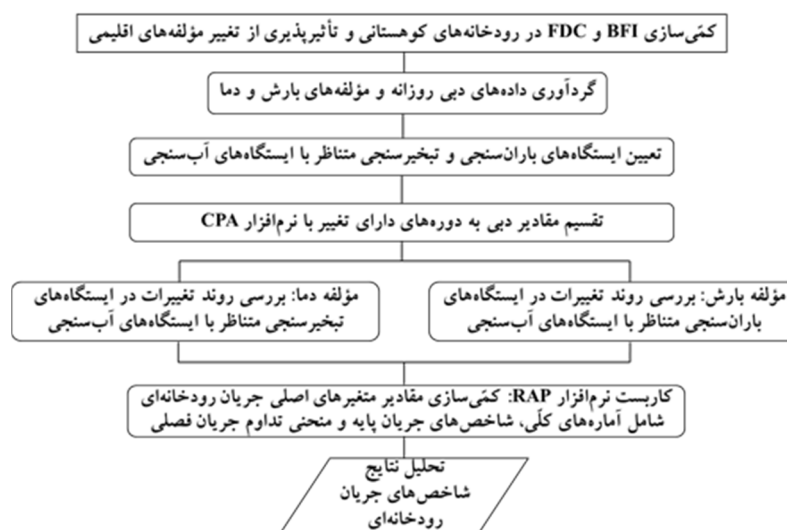 کمّی‌سازی BFI و FDC در رودخانه‌های کوهستانی و تأثیرپذیری از تغییر مؤلفه‌های اقلیمی
گردآوری داده‌های دبی روزانه و مؤلفه‌های بارش و دما
تعیین ایستگاه‌های باران‌سنجی و تبخیرسنجی متناظر با ایستگاه‌های آب‌سنجی
تقسیم مقادیر دبی به دوره‌های دارای تغییر با نرم‌افزار CPA
مؤلفه بارش: بررسی روند تغییرات در ایستگاه‌های
باران‌سنجی متناظر با ایستگاه‌های آب‌سنجی
مؤلفه دما: بررسی روند تغییرات در ایستگاه‌های
تبخیرسنجی متناظر با ایستگاه‌های آب‌سنجی
کاربست نرم‌افزار RAP: کمّی‌سازی مقادیر متغیرهای اصلی جریان رودخانه‌ای
شامل آماره‌های کلّی، شاخص‌های جریان پایه و منحنی تداوم جریان فصلی
تحلیل نتایج
شاخص‌های جریان
رودخانه‌ای